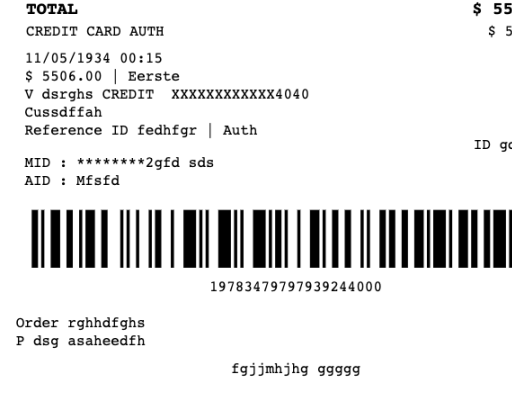 TOTAL $ 55
CREDIT CARD AUTH $ 5
11/05/1934 00:15
$ 5506.00 | Eerste
V dsrghs CREDIT XXXXXXXXXXXX4040
Cussdffah
Reference ID fedhfgr | Auth
ID go
MID : ********2gfd sds
AID : Mfsfd
19783479797939244000
Order rghhdfghs
P dsg asaheedfh
fgjjmhjhg ggggg